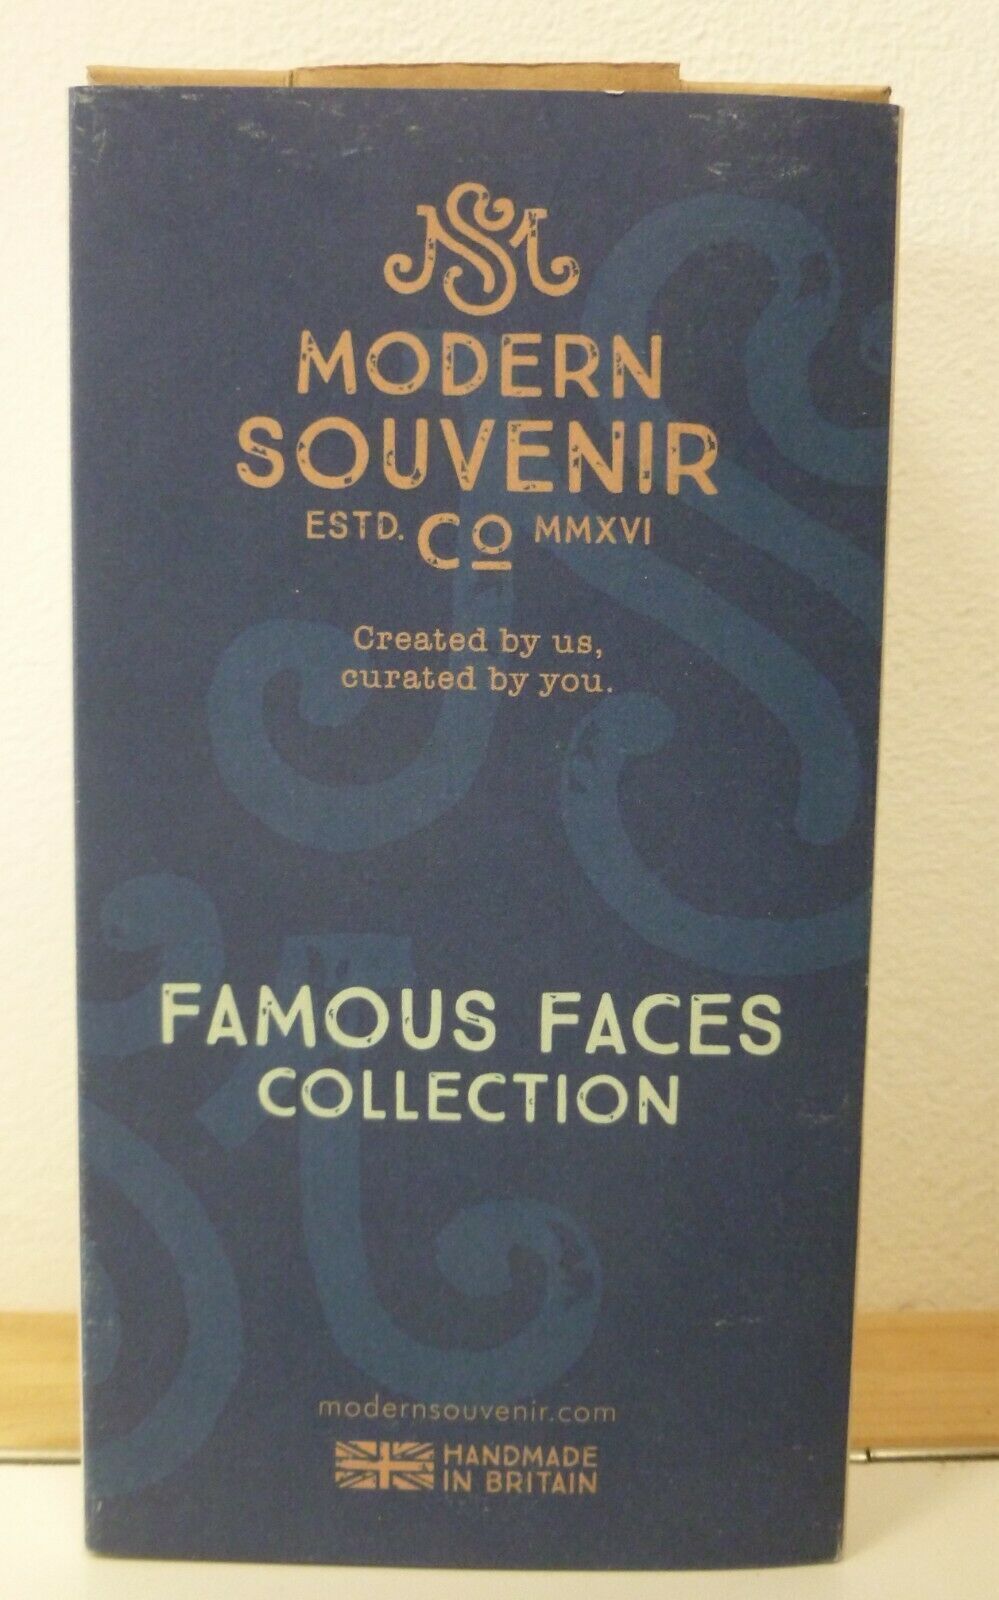 MODERN
SOUVENIR
ESTD. Co MMXVI
Created by us,
curated by you.
FAMOUS FACES
COLLECTION
modernsouvenir.com
HANDMADE
IN BRITAIN